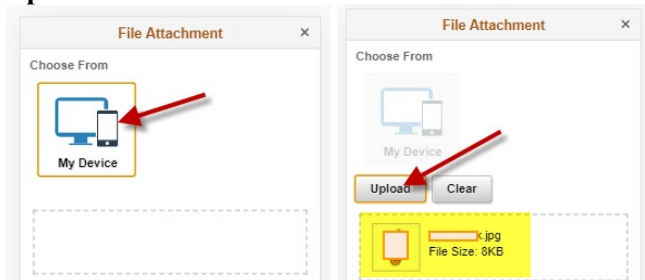 File Attachment ×
Choose From
My Device
File Attachment ×
Choose From
My Device
Upload Clear
k.jpg
File Size: 8KB